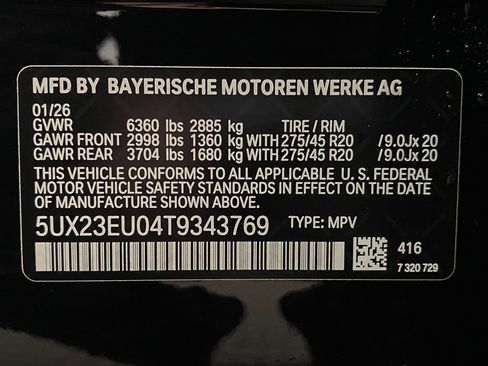 MFD BY BAYERISCHE MOTOREN WERKE AG
01/26
GVWR 6360 lbs 2885 kg TIRE / RIM
GAWR FRONT 2998 lbs 1360 kg WITH 275/45 R20 /9.0Jx 20
GAWR REAR 3704 lbs 1680 kg WITH 275/45 R20 /9.0Jx 20
THIS VEHICLE CONFORMS TO ALL APPLICABLE U. S. FEDERAL
MOTOR VEHICLE SAFETY STANDARDS IN EFFECT ON THE DATE
OF MANUFACTURE SHOWN ABOVE.
5UX23EU04T9343769 TYPE: MPV
416
7 320 729